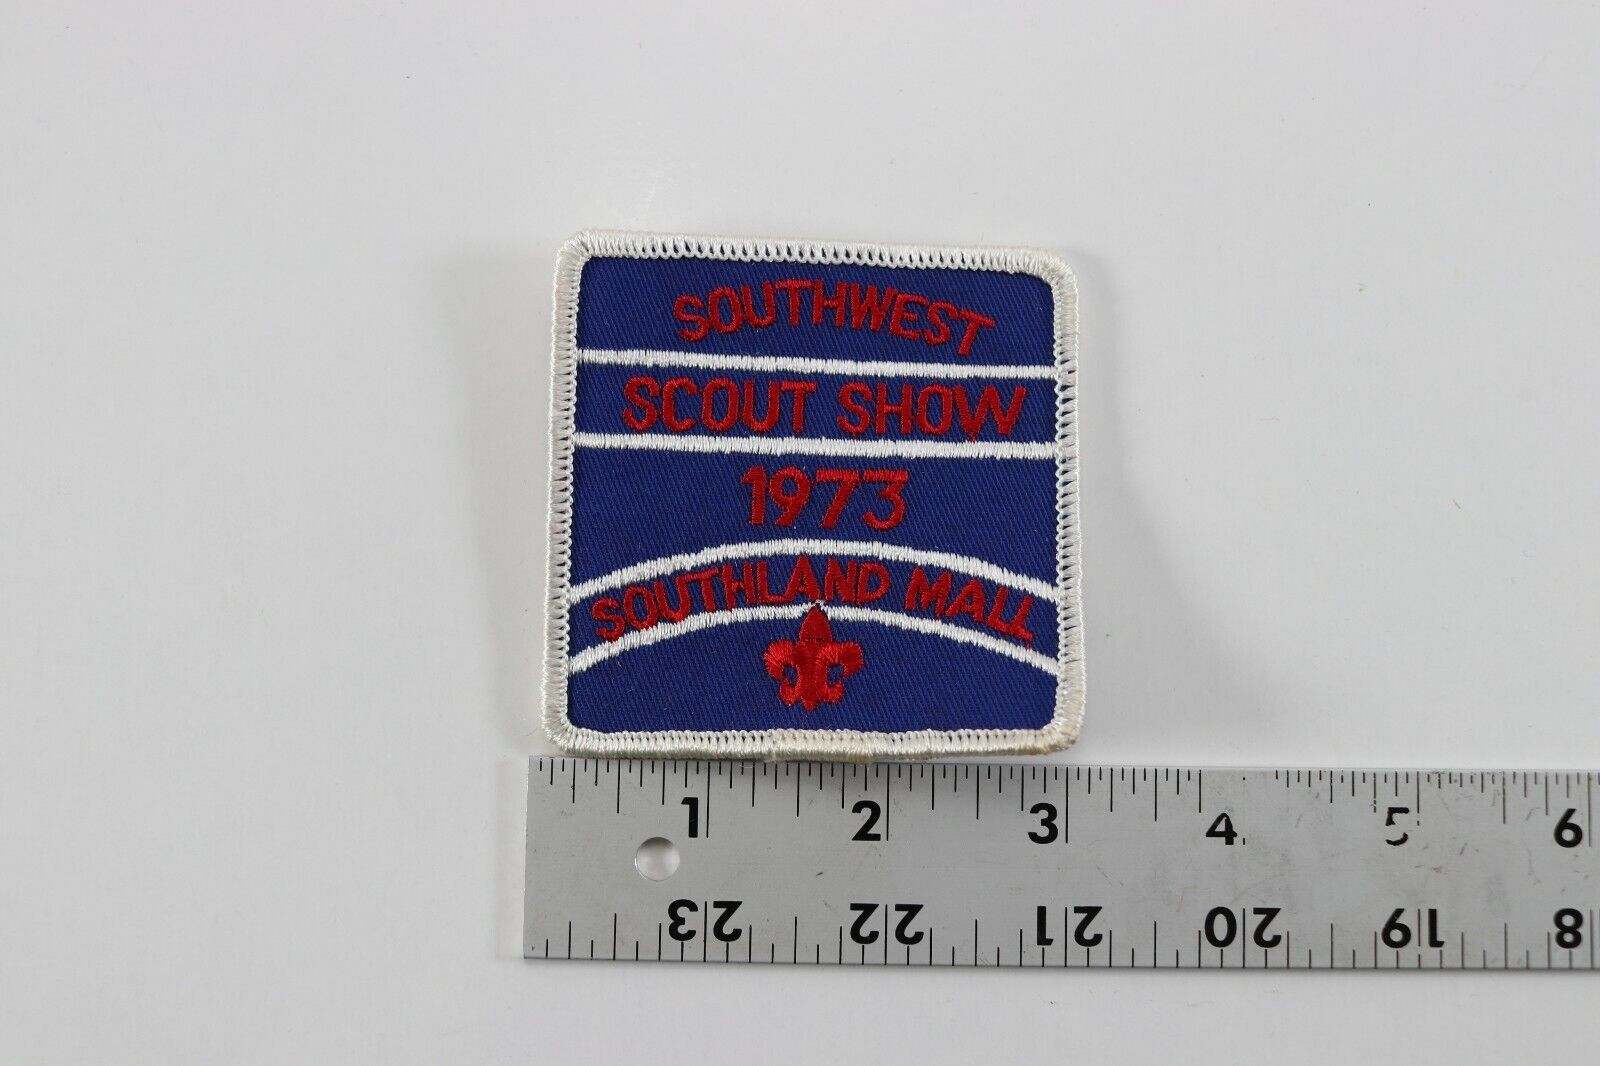 SOUTHWEST
SCOUT SHOW
1973
SOUTHLAND MALL
1 2 3 4 5 6
23 22 21 20 19 8